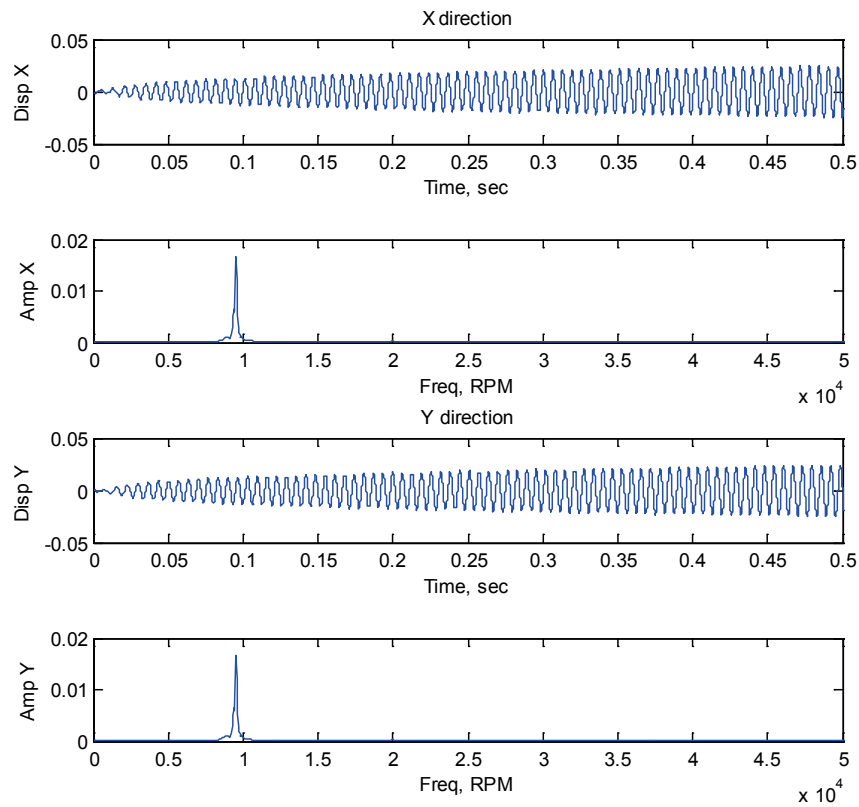 X direction
0.05
0
-0.05
Disp X
0 0.05 0.1 0.15 0.2 0.25 0.3 0.35 0.4 0.45 0.5
Time, sec
0.02
0.01
0
Amp X
0 0.5 1 1.5 2 2.5 3 3.5 4 4.5 5
Freq, RPM
x 10^4
Y direction
0.05
0
-0.05
Disp Y
0 0.05 0.1 0.15 0.2 0.25 0.3 0.35 0.4 0.45 0.5
Time, sec
0.02
0.01
0
Amp Y
0 0.5 1 1.5 2 2.5 3 3.5 4 4.5 5
Freq, RPM
x 10^4